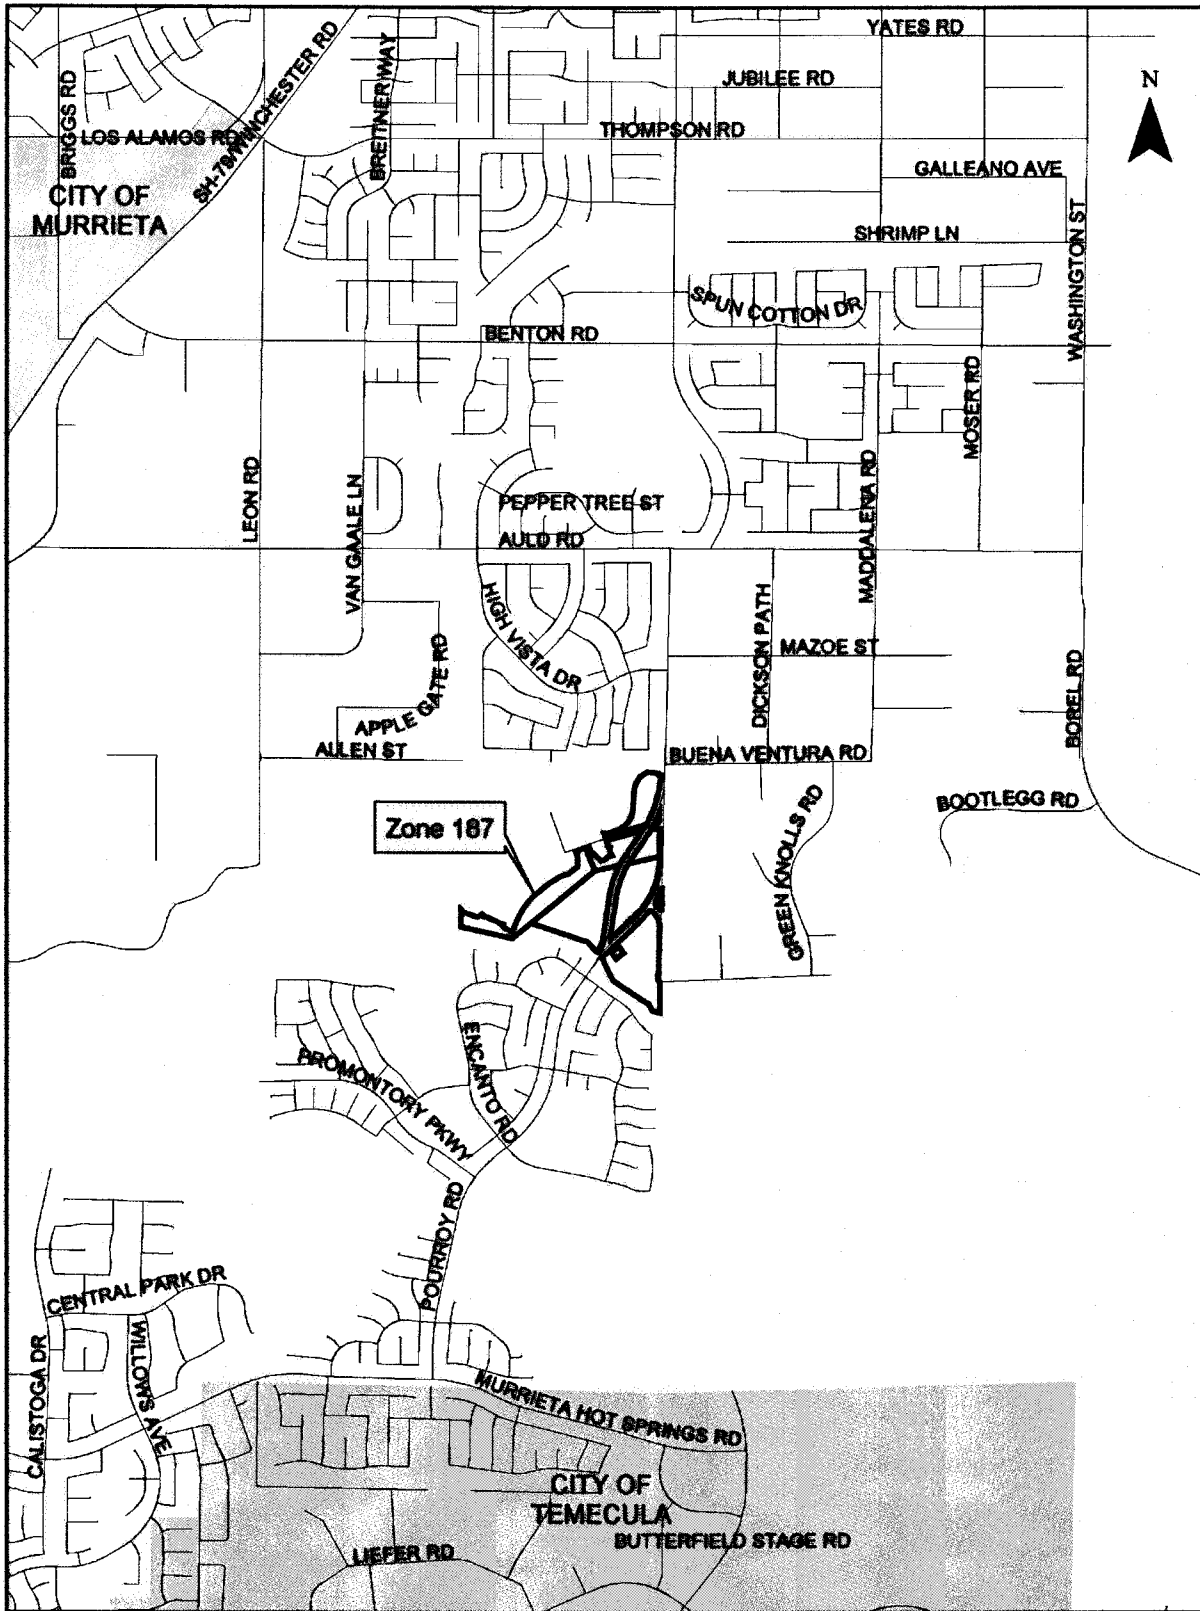 YATES RD
JUBILEE RD
N
THOMPSON RD
BRIGGS RD
LOS ALAMOS RD
SH-79/WINCHESTER RD
BREITNER WAY
GALLEANO AVE
CITY OF
MURRIETA
SHRIMP LN
WASHINGTON ST
SPUN COTTON DR
BENTON RD
MOSER RD
LEON RD
VAN GAALE LN
PEPPER TREE ST
AULD RD
MADDALENA RD
HIGH VISTA DR
DICKSON PATH
MAZOE ST
APPLE GATE RD
BOREL RD
ALLEN ST
BUENA VENTURA RD
BOOTLEGG RD
Zone 187
GREEN KNOLLS RD
ENCANTO RD
PROMONTORY PKWY
POURROY RD
CENTRAL PARK DR
CALISTOGA DR
WILLOWS AVE
MURRIETA HOT SPRINGS RD
CITY OF
TEMECULA
BUTTERFIELD STAGE RD
LIEFER RD